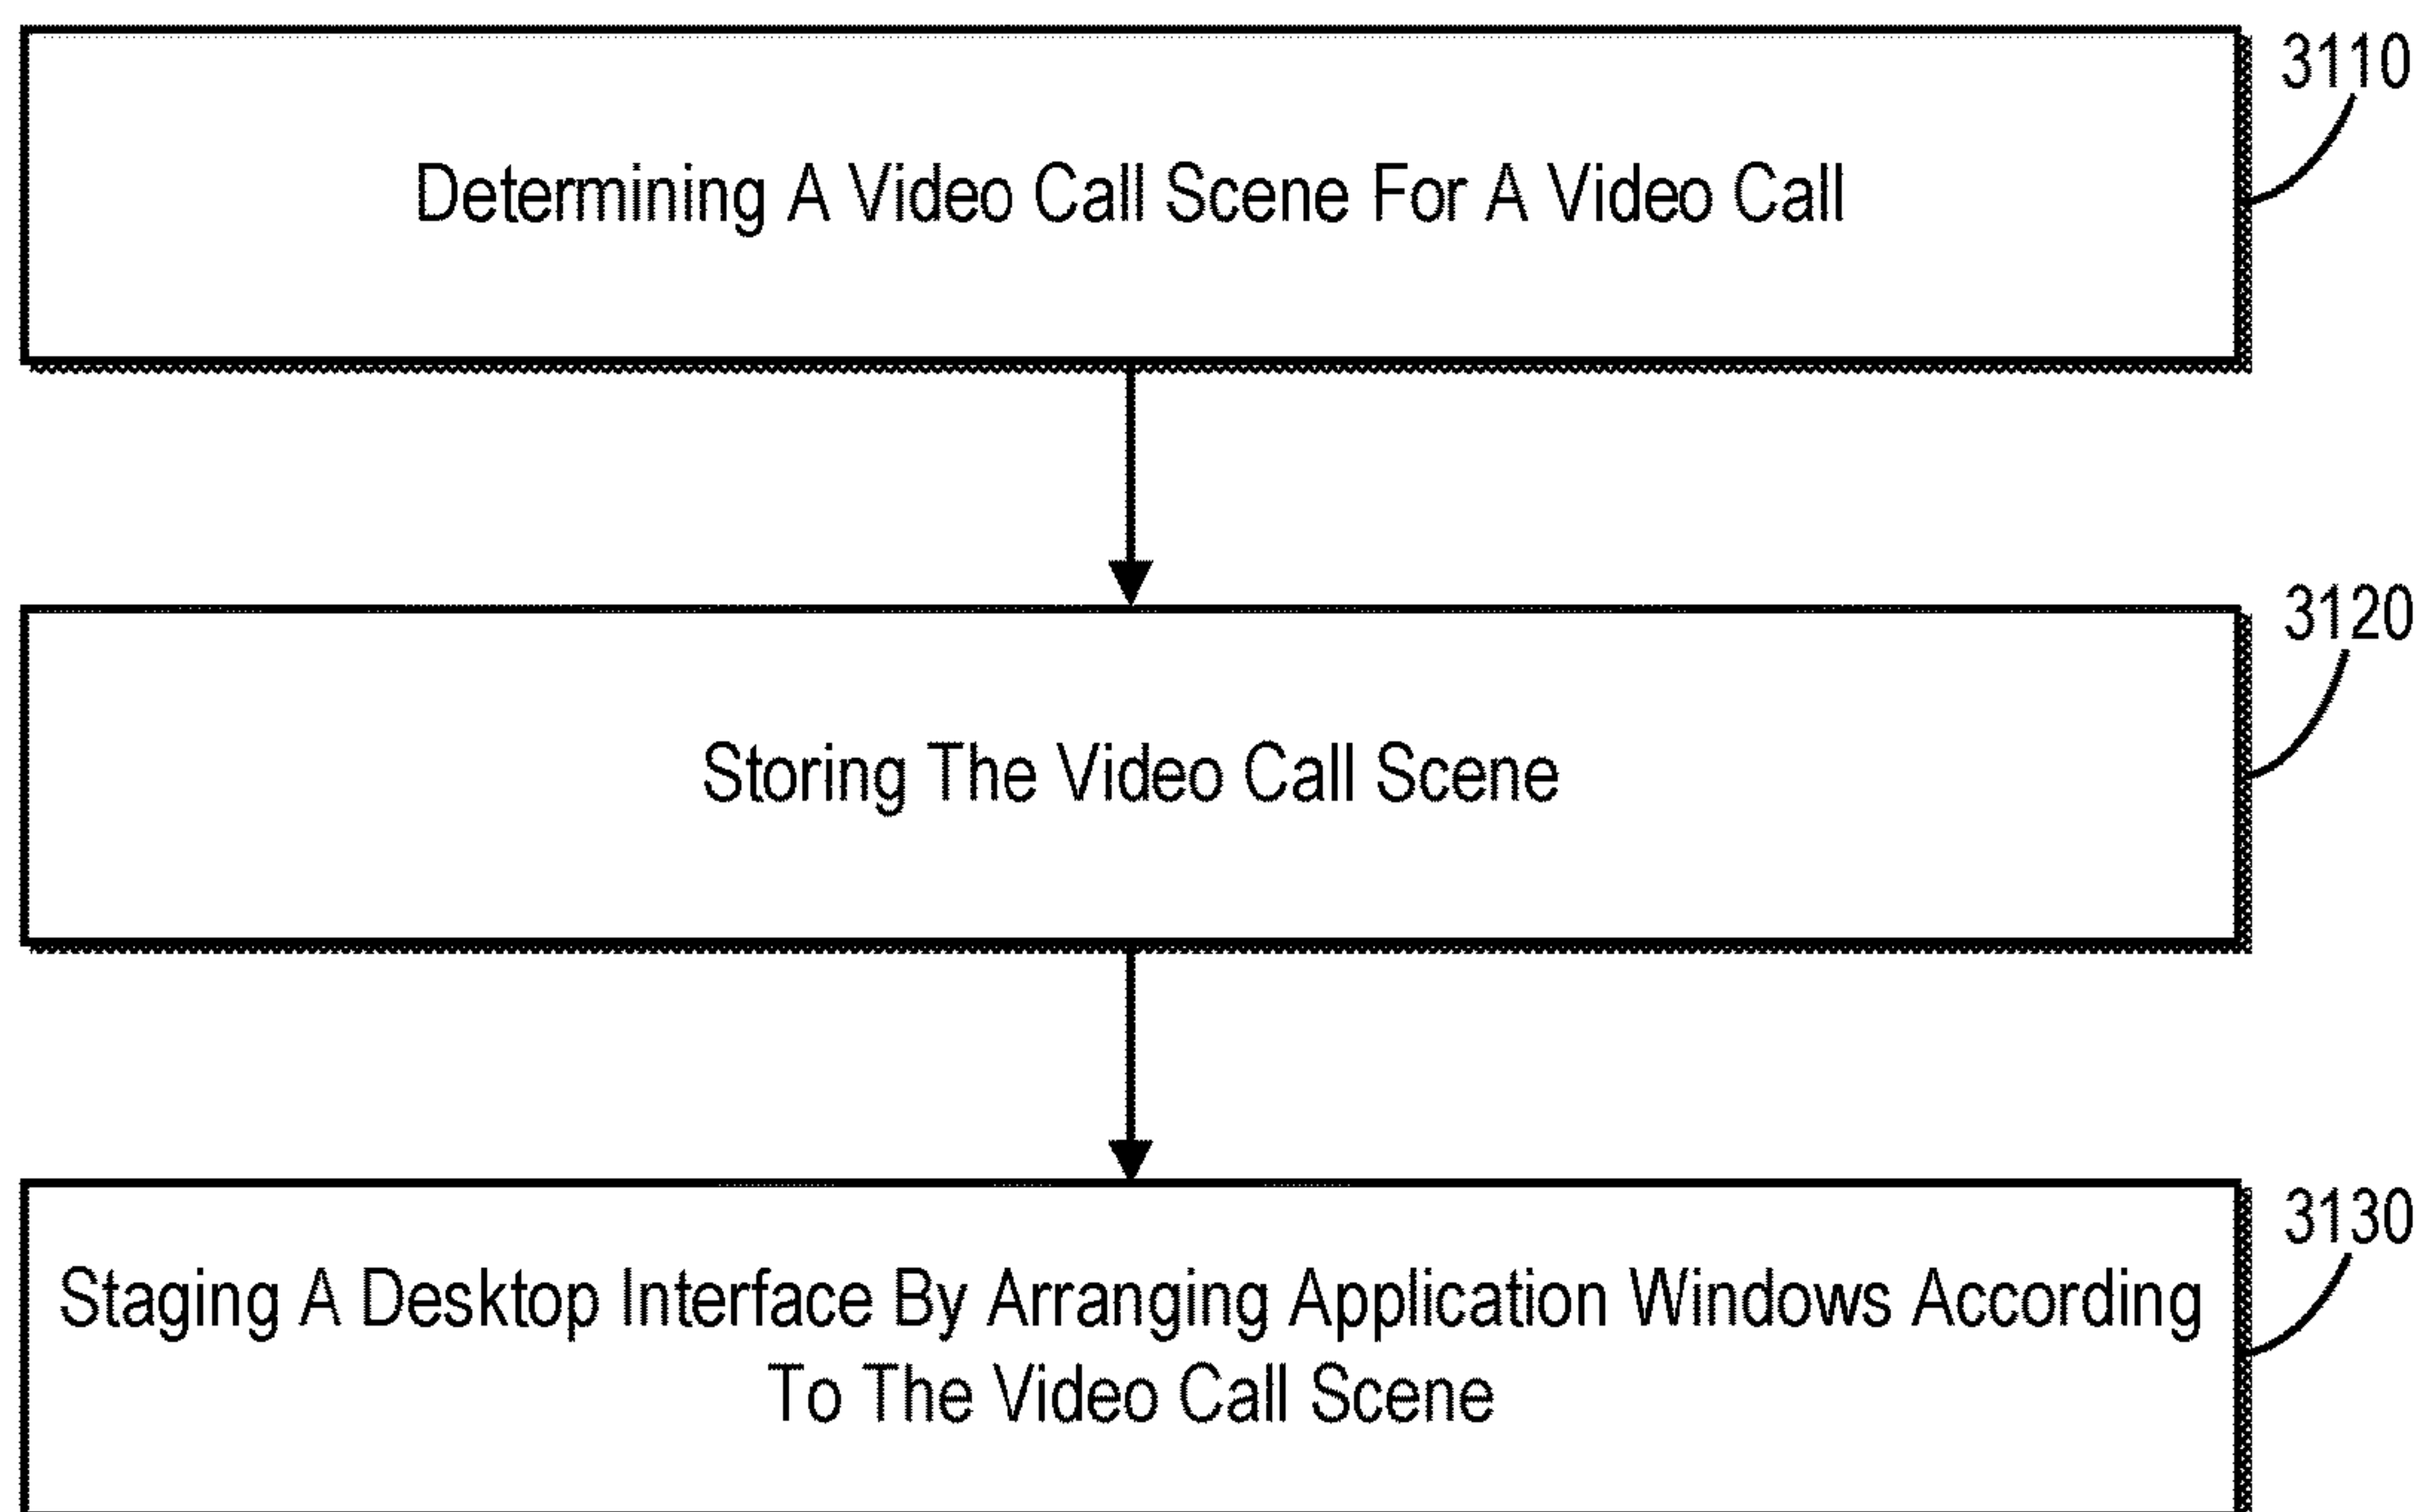 3110
Determining A Video Call Scene For A Video Call
3120
Storing The Video Call Scene
3130
Staging A Desktop Interface By Arranging Application Windows According
To The Video Call Scene